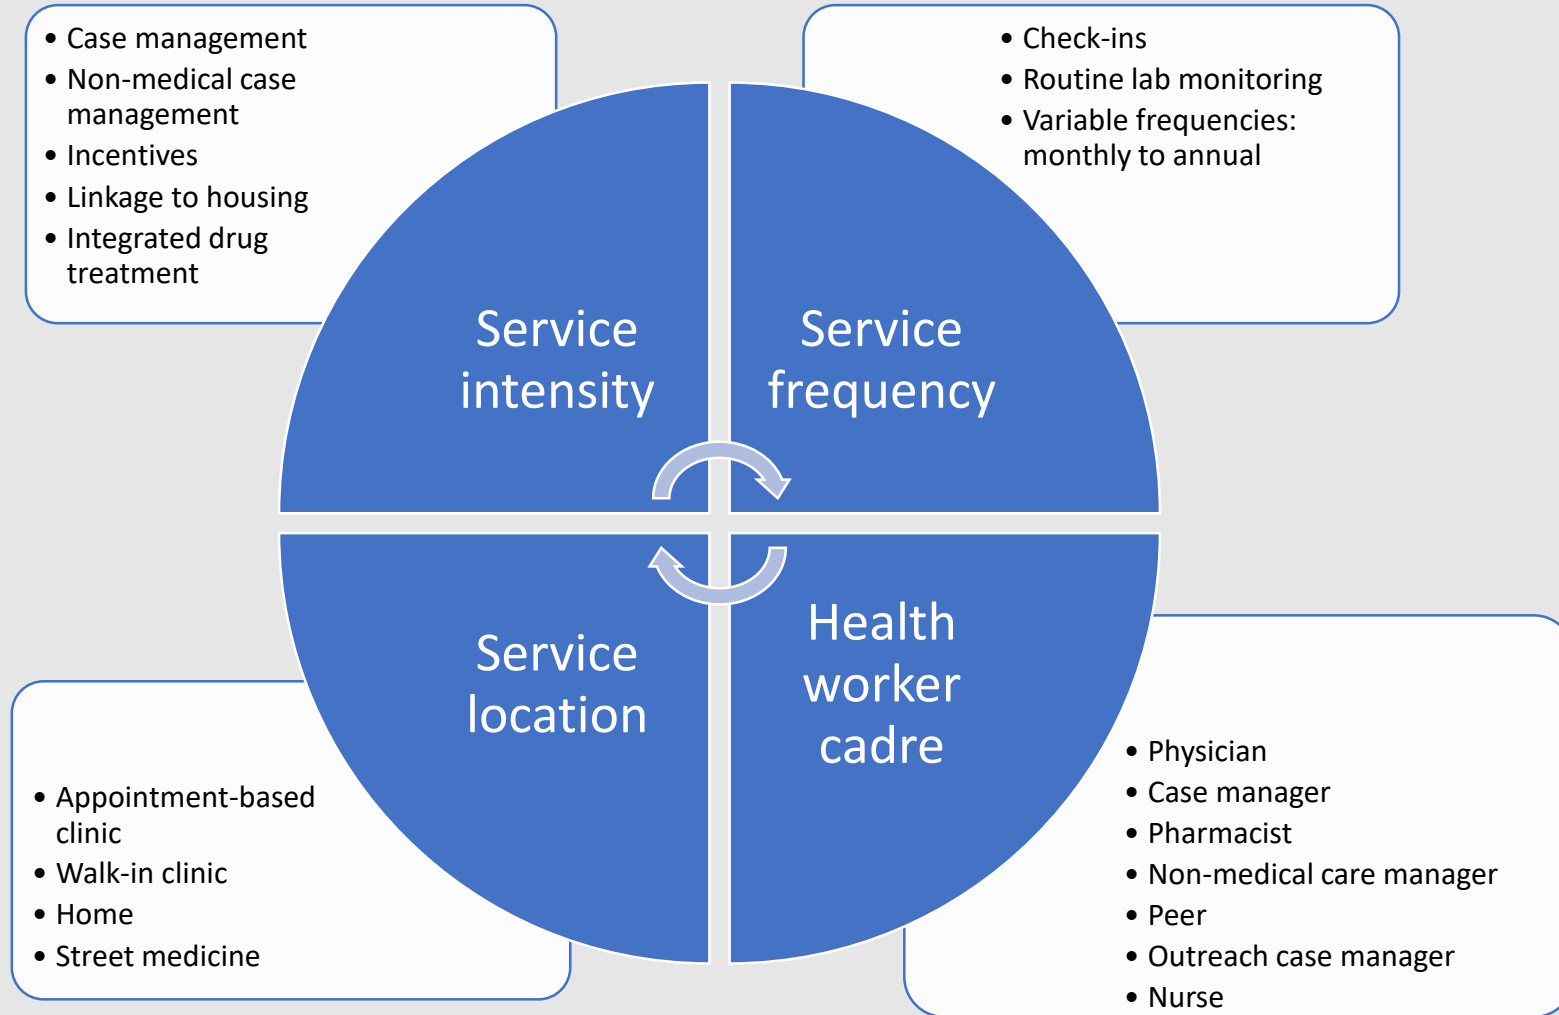 • Case management
• Non-medical case
management
• Incentives
• Linkage to housing
• Integrated drug
treatment
• Check-ins
• Routine lab monitoring
• Variable frequencies:
monthly to annual
Service
intensity
Service
frequency
Service
location
Health
worker
cadre
• Appointment-based
clinic
• Walk-in clinic
• Home
• Street medicine
• Physician
• Case manager
• Pharmacist
• Non-medical care manager
• Peer
• Outreach case manager
• Nurse